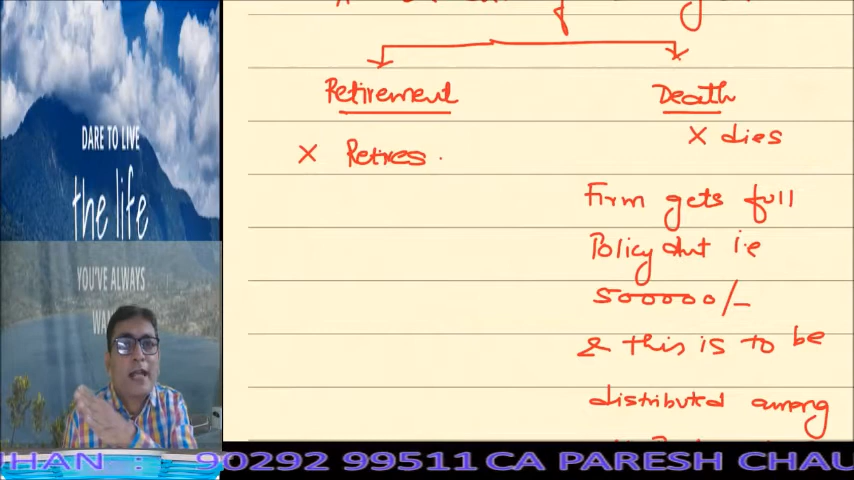 DARE TO LIVE
the life
YOU'VE ALWAYS
Retirement
Death
X Retires
X dies
Firm gets full
Policy Amt i.e
500000/-
& this is to be
distributed among
UHAN : 90292 99511 CA PARESH CHAU